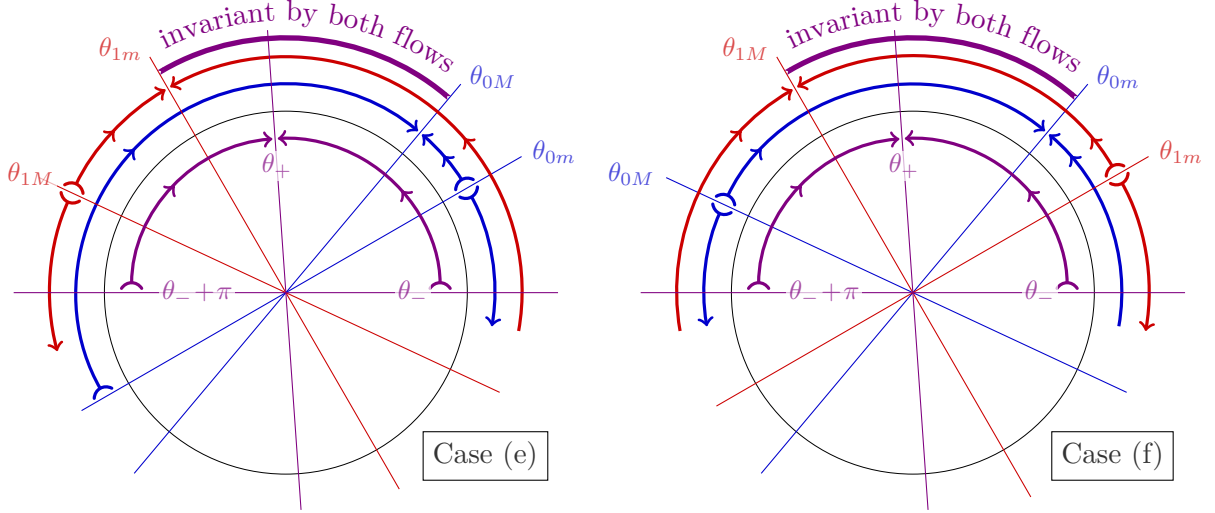 invariant by both flows
θ₁ₘ
θ₀M
θ₀ₘ
θ₁M
θ₊
θ₋+π
θ₋
Case (e)
invariant by both flows
θ₁M
θ₀ₘ
θ₁ₘ
θ₀M
θ₊
θ₋+π
θ₋
Case (f)